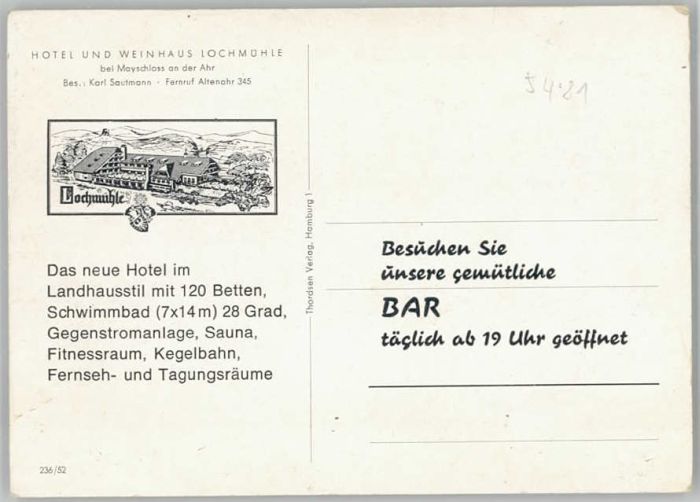 HOTEL UND WEINHAUS LOCHMÜHLE
bei Mayschloss an der Ahr
Bes.: Karl Sautmann · Fernruf Altenahr 345
Lochmühle
Das neue Hotel im
Landhausstil mit 120 Betten,
Schwimmbad (7x14m) 28 Grad,
Gegenstromanlage, Sauna,
Fitnessraum, Kegelbahn,
Fernseh- und Tagungsräume
236/52
Thordsen Verlag, Hamburg 1
Besuchen Sie
unsere gemütliche
BAR
täglich ab 19 Uhr geöffnet